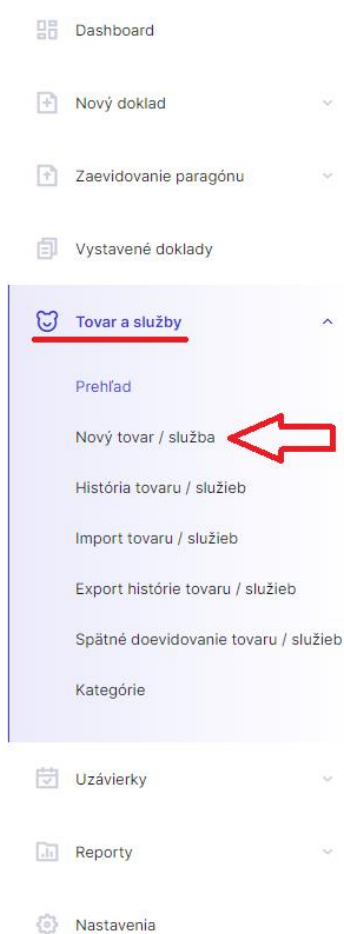 Dashboard
Nový doklad
Zaevidovanie paragónu
Vystavené doklady
Tovar a služby
Prehľad
Nový tovar / služba
História tovaru / služieb
Import tovaru / služieb
Export histórie tovaru / služieb
Spätné doevidovanie tovaru / služieb
Kategórie
Uzávierky
Reporty
Nastavenia